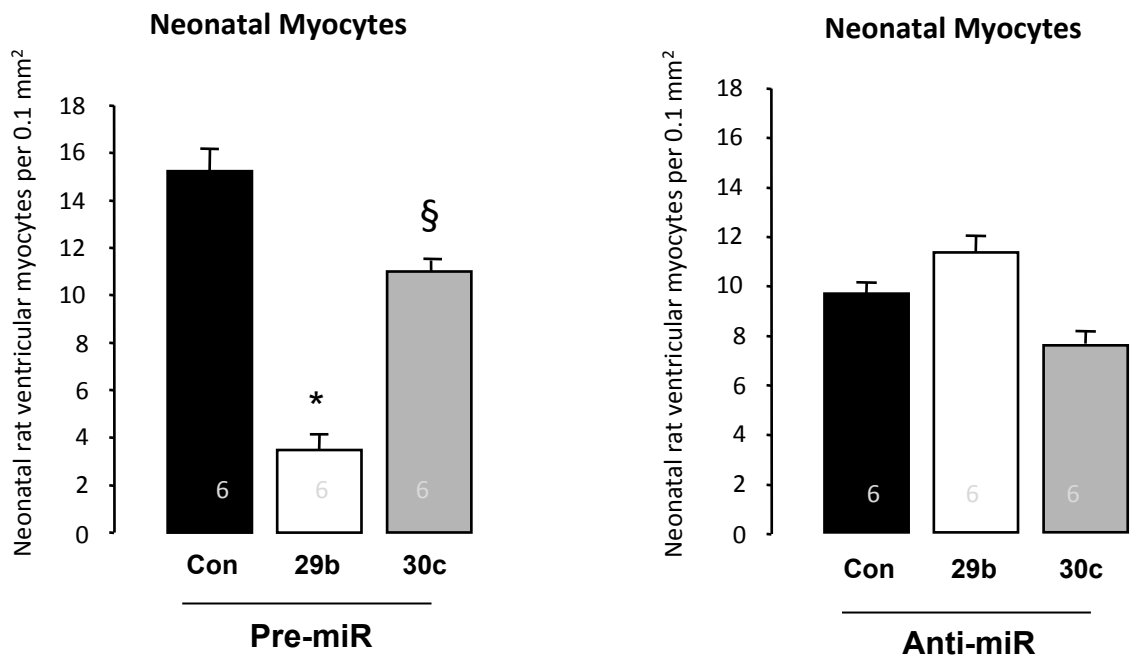 Neonatal Myocytes
Neonatal rat ventricular myocytes per 0.1 mm²
18
16
14
12
10
8
6
4
2
0
*
§
6
6
6
Con
29b
30c
Pre-miR
Neonatal Myocytes
Neonatal rat ventricular myocytes per 0.1 mm²
18
16
14
12
10
8
6
4
2
0
6
6
6
Con
29b
30c
Anti-miR